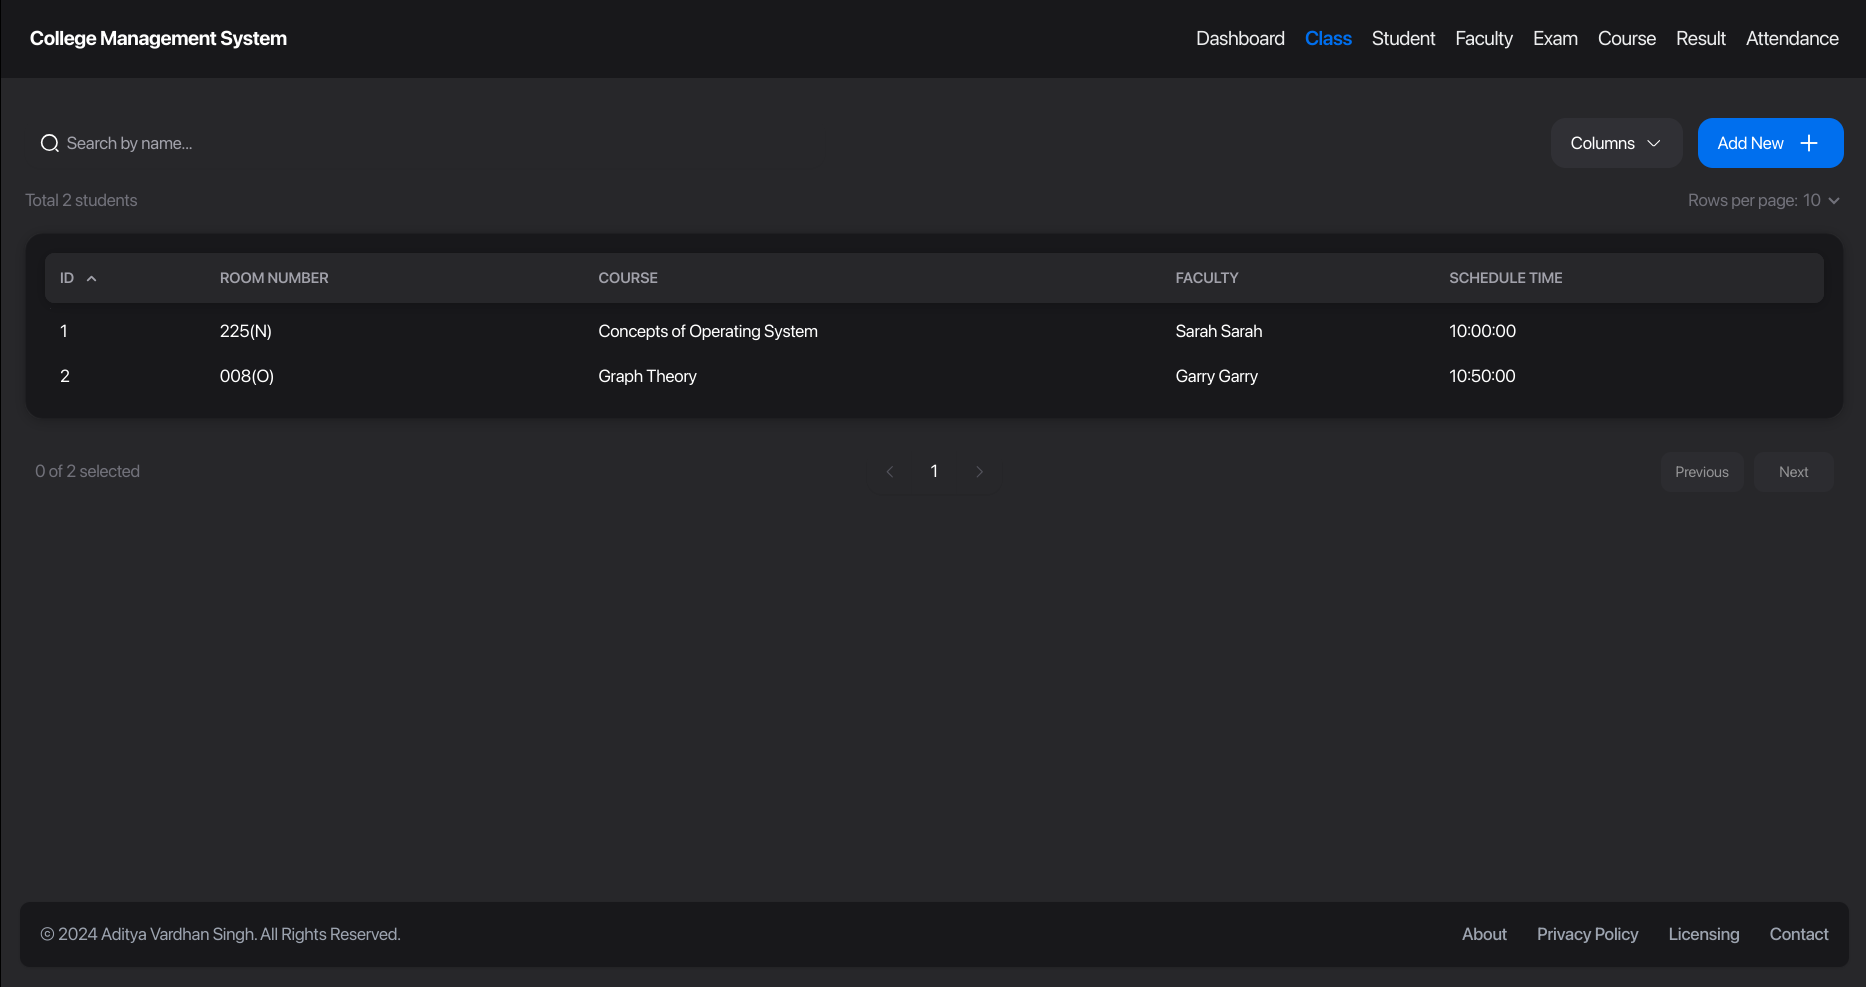 College Management System Dashboard Class Student Faculty Exam Course Result Attendance
Search by name... Columns Add New
Total 2 students Rows per page: 10
ID ROOM NUMBER COURSE FACULTY SCHEDULE TIME
1 225(N) Concepts of Operating System Sarah Sarah 10:00:00
2 008(O) Graph Theory Garry Garry 10:50:00
0 of 2 selected 1 Previous Next
© 2024 Aditya Vardhan Singh. All Rights Reserved. About Privacy Policy Licensing Contact